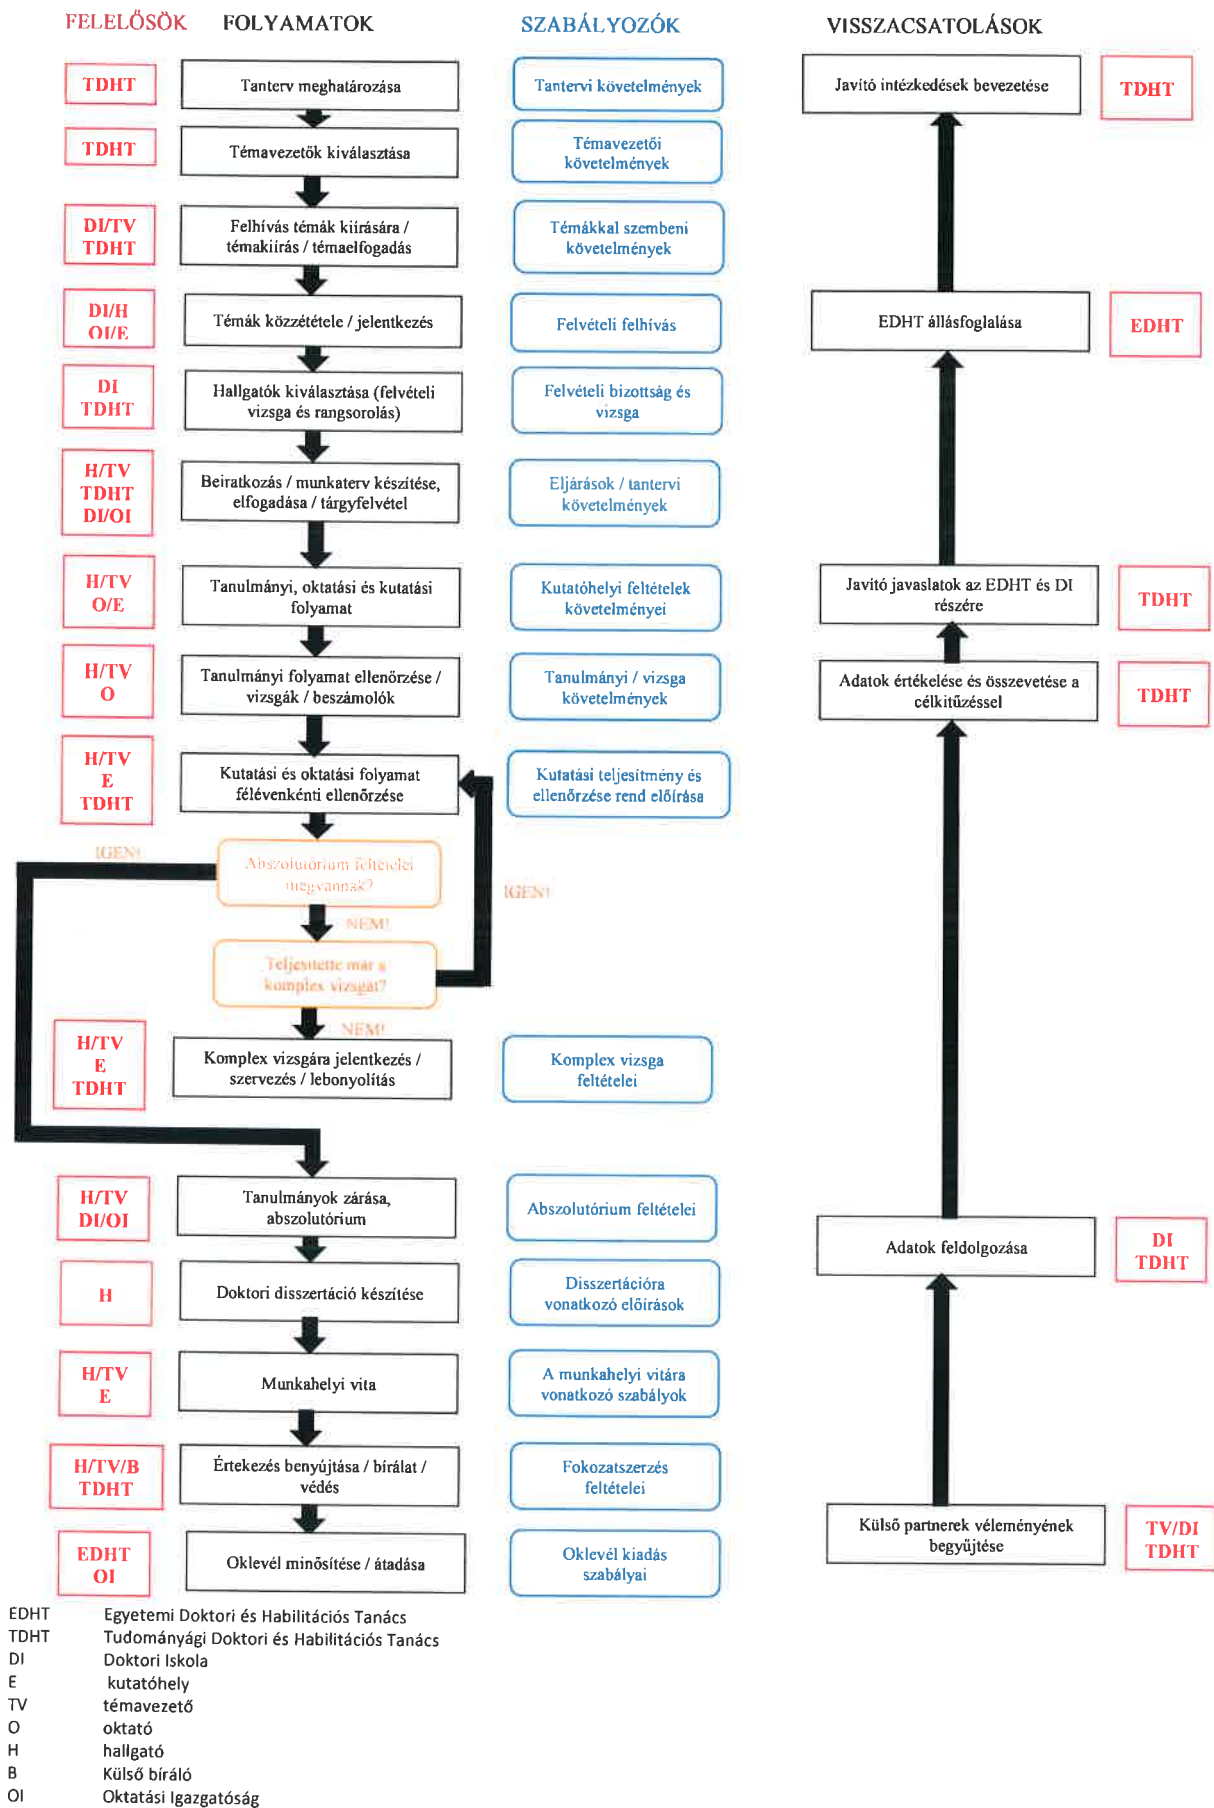 FELELŐSÖK FOLYAMATOK SZABÁLYOZÓK VISSZACSATOLÁSOK
TDHT
Tanterv meghatározása
Tantervi követelmények
Javító intézkedések bevezetése
TDHT
TDHT
Témavezetők kiválasztása
Témavezetői
követelmények
DI/TV
TDHT
Felhívás témák kiírására /
témakiírás / témaelfogadás
Témákkal szembeni
követelmények
DI/H
OI/E
Témák közzététele / jelentkezés
Felvételi felhívás
EDHT állásfoglalása
EDHT
DI
TDHT
Hallgatók kiválasztása (felvételi
vizsga és rangsorolás)
Felvételi bizottság és
vizsga
H/TV
TDHT
DI/OI
Beiratkozás / munkaterv készítése,
elfogadása / tárgyfelvétel
Eljárások / tantervi
követelmények
H/TV
O/E
Tanulmányi, oktatási és kutatási
folyamat
Kutatóhelyi feltételek
követelményei
Javító javaslatok az EDHT és DI
részére
TDHT
H/TV
O
Tanulmányi folyamat ellenőrzése /
vizsgák / beszámolók
Tanulmányi / vizsga
követelmények
Adatok értékelése és összevetése a
célkitűzéssel
TDHT
H/TV
E
TDHT
Kutatási és oktatási folyamat
félévenkénti ellenőrzése
Kutatási teljesítmény és
ellenőrzése rend előírása
IGEN!
Abszolutórium feltételei
megvannak?
IGEN!
NEM!
Teljesítette már a
komplex vizsgát?
NEM!
H/TV
E
TDHT
Komplex vizsgára jelentkezés /
szervezés / lebonyolítás
Komplex vizsga
feltételei
H/TV
DI/OI
Tanulmányok zárása,
abszolutórium
Abszolutórium feltételei
Adatok feldolgozása
DI
TDHT
H
Doktori disszertáció készítése
Disszertációra
vonatkozó előírások
H/TV
E
Munkahelyi vita
A munkahelyi vitára
vonatkozó szabályok
H/TV/B
TDHT
Értekezés benyújtása / bírálat /
védés
Fokozatszerzés
feltételei
Külső partnerek véleményének
begyűjtése
TV/DI
TDHT
EDHT
OI
Oklevél minősítése / átadása
Oklevél kiadás
szabályai
EDHT Egyetemi Doktori és Habilitációs Tanács
TDHT Tudományági Doktori és Habilitációs Tanács
DI Doktori Iskola
E kutatóhely
TV témavezető
O oktató
H hallgató
B Külső bíráló
OI Oktatási Igazgatóság